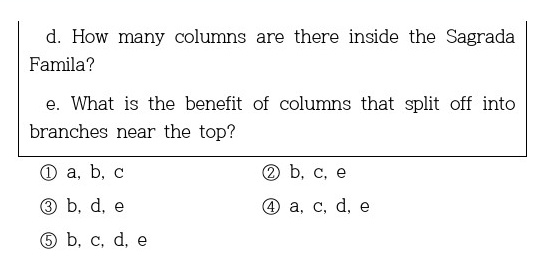 d. How many columns are there inside the Sagrada
Famila?
e. What is the benefit of columns that split off into
branches near the top?
① a, b, c ② b, c, e
③ b, d, e ④ a, c, d, e
⑤ b, c, d, e